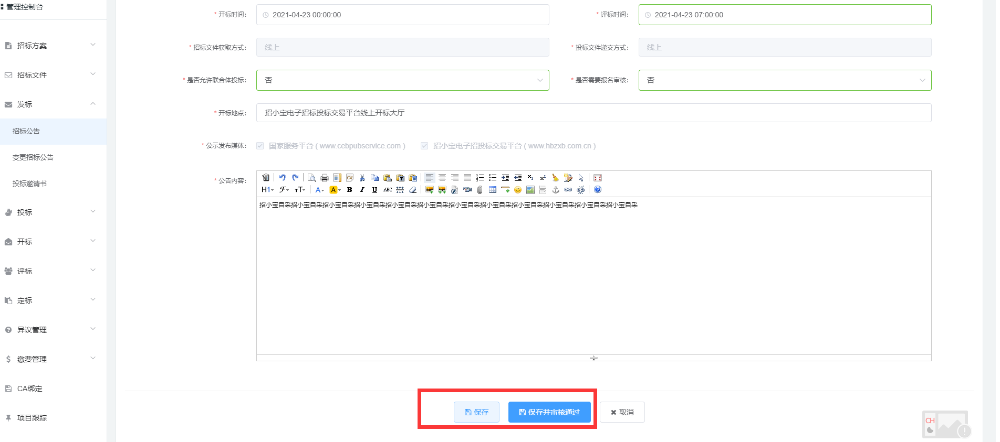 管理控制台
招标方案
招标文件
发标
招标公告
变更招标公告
投标邀请书
投标
开标
评标
定标
异议管理
缴费管理
CA绑定
项目跟踪
* 开标时间: 2021-04-23 00:00:00
* 评标时间: 2021-04-23 07:00:00
* 招标文件获取方式: 线上
* 投标文件递交方式: 线上
* 是否允许联合体投标: 否
* 是否需要报名审核: 否
* 开标地点: 招小宝电子招标投标交易平台线上开标大厅
* 公示发布媒体: 国家服务平台 ( www.cebpubservice.com ) 招小宝电子招投标交易平台 ( www.hbzxb.com.cn )
* 公告内容:
H1 F TT A A B I U ABC
招小宝自采招小宝自采招小宝自采招小宝自采招小宝自采招小宝自采招小宝自采招小宝自采招小宝自采招小宝自采招小宝自采招小宝自采
保存 保存并审核通过 取消
CH